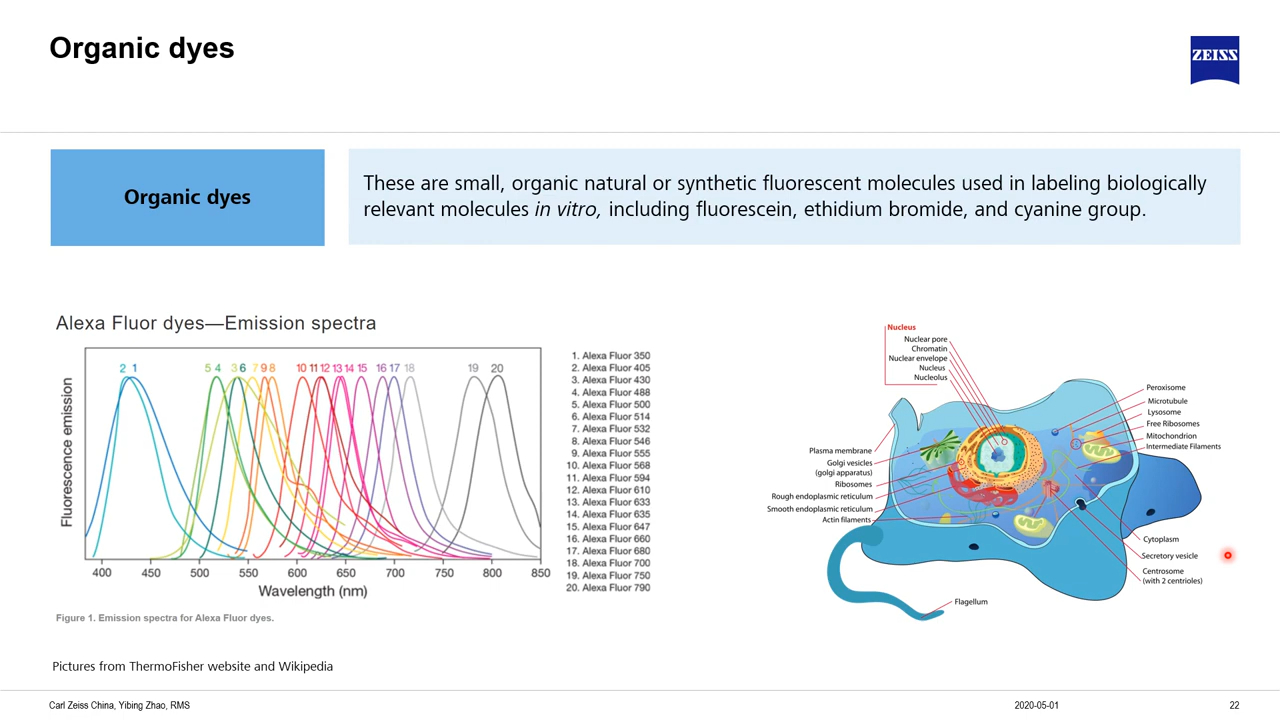 Organic dyes
ZEISS
Organic dyes
These are small, organic natural or synthetic fluorescent molecules used in labeling biologically
relevant molecules in vitro, including fluorescein, ethidium bromide, and cyanine group.
Alexa Fluor dyes—Emission spectra
2 1 5 4 3 6 7 9 8 10 11 12 13 14 15 16 17 18 19 20
Fluorescence emission
400 450 500 550 600 650 700 750 800 850
Wavelength (nm)
1. Alexa Fluor 350
2. Alexa Fluor 405
3. Alexa Fluor 430
4. Alexa Fluor 488
5. Alexa Fluor 500
6. Alexa Fluor 514
7. Alexa Fluor 532
8. Alexa Fluor 546
9. Alexa Fluor 555
10. Alexa Fluor 568
11. Alexa Fluor 594
12. Alexa Fluor 610
13. Alexa Fluor 633
14. Alexa Fluor 635
15. Alexa Fluor 647
16. Alexa Fluor 660
17. Alexa Fluor 680
18. Alexa Fluor 700
19. Alexa Fluor 750
20. Alexa Fluor 790
Figure 1. Emission spectra for Alexa Fluor dyes.
Nucleus
Nuclear pore
Chromatin
Nuclear envelope
Nucleus
Nucleolus
Plasma membrane
Golgi vesicles
(golgi apparatus)
Ribosomes
Rough endoplasmic reticulum
Smooth endoplasmic reticulum
Actin filaments
Peroxisome
Microtubule
Lysosome
Free Ribosomes
Mitochondrion
Intermediate Filaments
Cytoplasm
Secretory vesicle
Centrosome
(with 2 centrioles)
Flagellum
Pictures from ThermoFisher website and Wikipedia
Carl Zeiss China, Yibing Zhao, RMS
2020-05-01
22